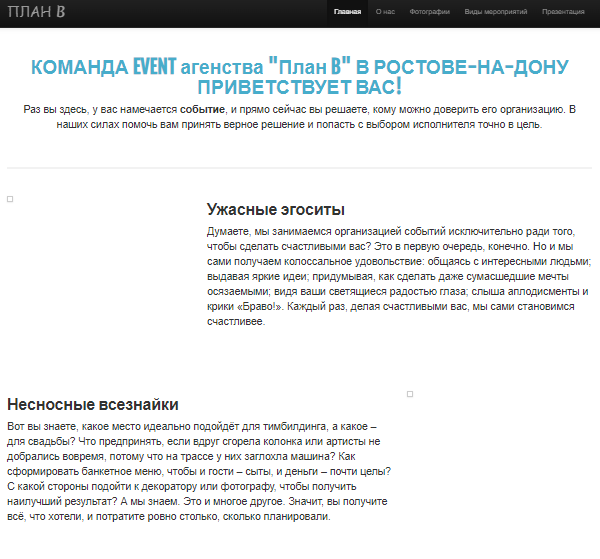 ПЛАН B
Главная О нас Фотографии Виды мероприятий Презентация
КОМАНДА EVENT агенства "План B" В РОСТОВЕ-НА-ДОНУ
ПРИВЕТСТВУЕТ ВАС!
Раз вы здесь, у вас намечается событие, и прямо сейчас вы решаете, кому можно доверить его организацию. В
наших силах помочь вам принять верное решение и попасть с выбором исполнителя точно в цель.
Ужасные эгоситы
Думаете, мы занимаемся организацией событий исключительно ради того,
чтобы сделать счастливыми вас? Это в первую очередь, конечно. Но и мы
сами получаем колоссальное удовольствие: общаясь с интересными людьми;
выдавая яркие идеи; придумывая, как сделать даже сумасшедшие мечты
осязаемыми; видя ваши светящиеся радостью глаза; слыша аплодисменты и
крики «Браво!». Каждый раз, делая счастливыми вас, мы сами становимся
счастливее.
Несносные всезнайки
Вот вы знаете, какое место идеально подойдёт для тимбилдинга, а какое –
для свадьбы? Что предпринять, если вдруг сгорела колонка или артисты не
добрались вовремя, потому что на трассе у них заглохла машина? Как
сформировать банкетное меню, чтобы и гости – сыты, и деньги – почти целы?
С какой стороны подойти к декоратору или фотографу, чтобы получить
наилучший результат? А мы знаем. Это и многое другое. Значит, вы получите
всё, что хотели, и потратите ровно столько, сколько планировали.